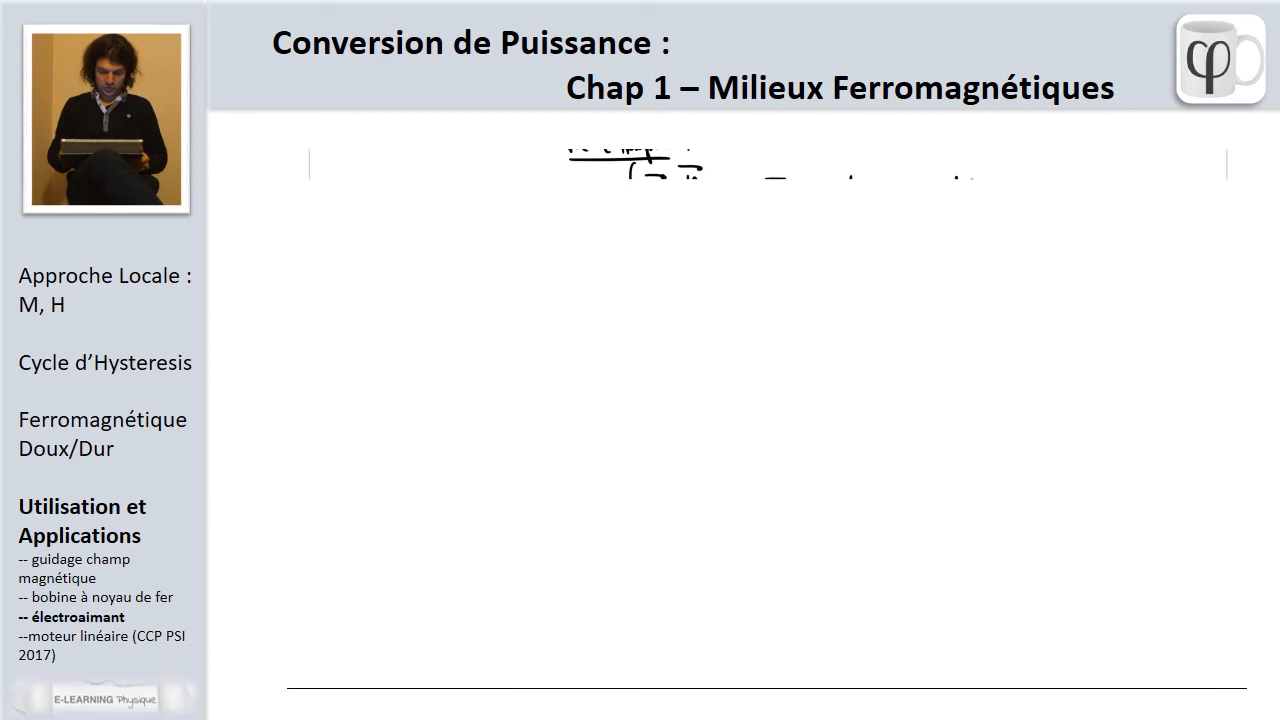 Conversion de Puissance :
Chap 1 – Milieux Ferromagnétiques
φ
Approche Locale :
M, H
Cycle d’Hysteresis
Ferromagnétique
Doux/Dur
Utilisation et
Applications
-- guidage champ
magnétique
-- bobine à noyau de fer
-- électroaimant
--moteur linéaire (CCP PSI
2017)
E-LEARNING Physique